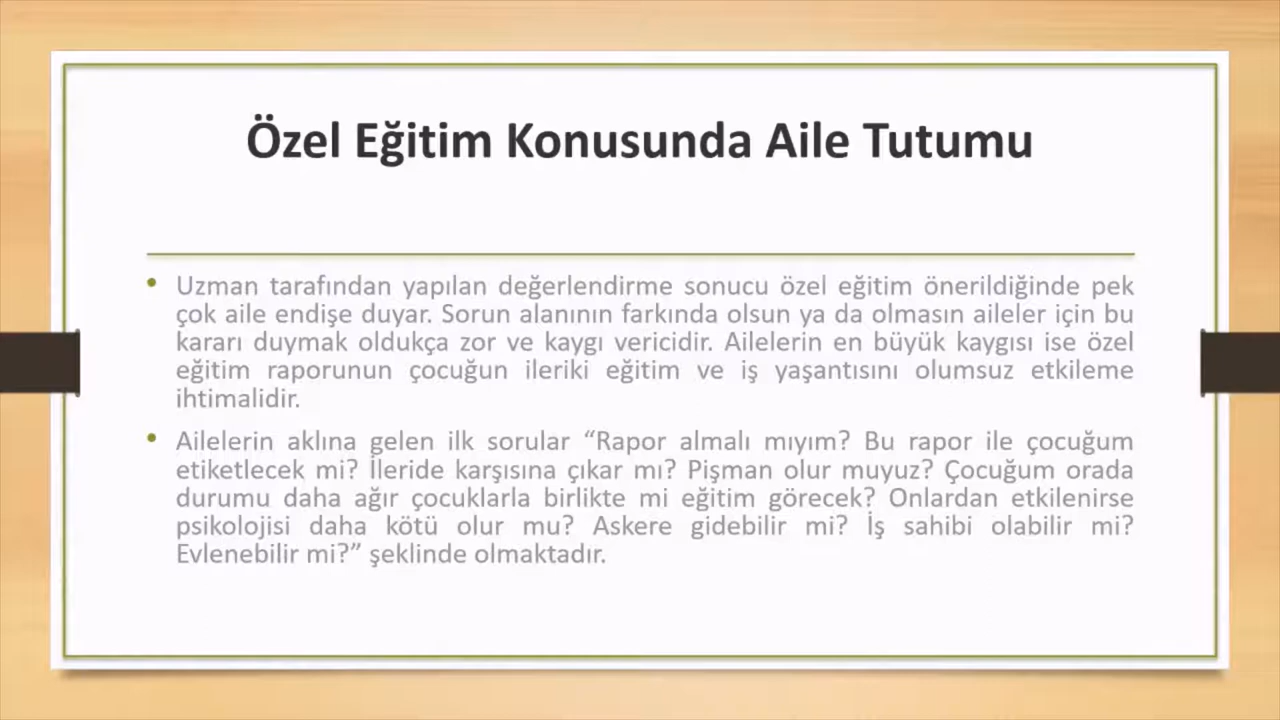 Özel Eğitim Konusunda Aile Tutumu
• Uzman tarafından yapılan değerlendirme sonucu özel eğitim önerildiğinde pek
çok aile endişe duyar. Sorun alanının farkında olsun ya da olmasın aileler için bu
kararı duymak oldukça zor ve kaygı vericidir. Ailelerin en büyük kaygısı ise özel
eğitim raporunun çocuğun ileriki eğitim ve iş yaşantısını olumsuz etkileme
ihtimalidir.
• Ailelerin aklına gelen ilk sorular “Rapor almalı mıyım? Bu rapor ile çocuğum
etiketlecek mi? İleride karşısına çıkar mı? Pişman olur muyuz? Çocuğum orada
durumu daha ağır çocuklarla birlikte mi eğitim görecek? Onlardan etkilenirse
psikolojisi daha kötü olur mu? Askere gidebilir mi? İş sahibi olabilir mi?
Evlenebilir mi?” şeklinde olmaktadır.